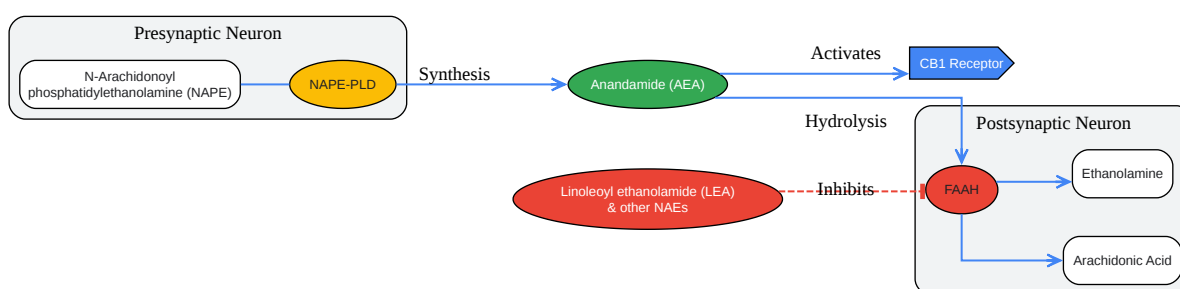 Presynaptic Neuron
N-Arachidonoyl
phosphatidylethanolamine (NAPE)
NAPE-PLD
Synthesis
Anandamide (AEA)
Activates
CB1 Receptor
Hydrolysis
Postsynaptic Neuron
Linoleoyl ethanolamide (LEA)
& other NAEs
Inhibits
FAAH
Ethanolamine
Arachidonic Acid